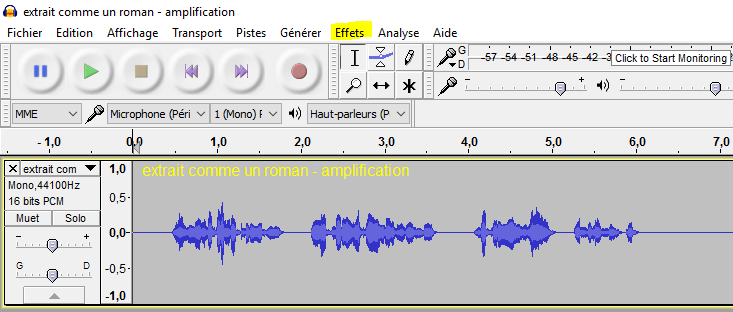 extrait comme un roman - amplification
Fichier Edition Affichage Transport Pistes Générer Effets Analyse Aide
G D -57 -54 -51 -48 -45 -42 Click to Start Monitoring
- + -
MME Microphone (Péri 1 (Mono) Haut-parleurs (P
- 1,0 0,0 1,0 2,0 3,0 4,0 5,0 6,0 7,0
X extrait com 1,0 extrait comme un roman - amplification
Mono,44100Hz
16 bits PCM 0,5-
Muet Solo
- + 0,0-
G D -0,5-
-1,0